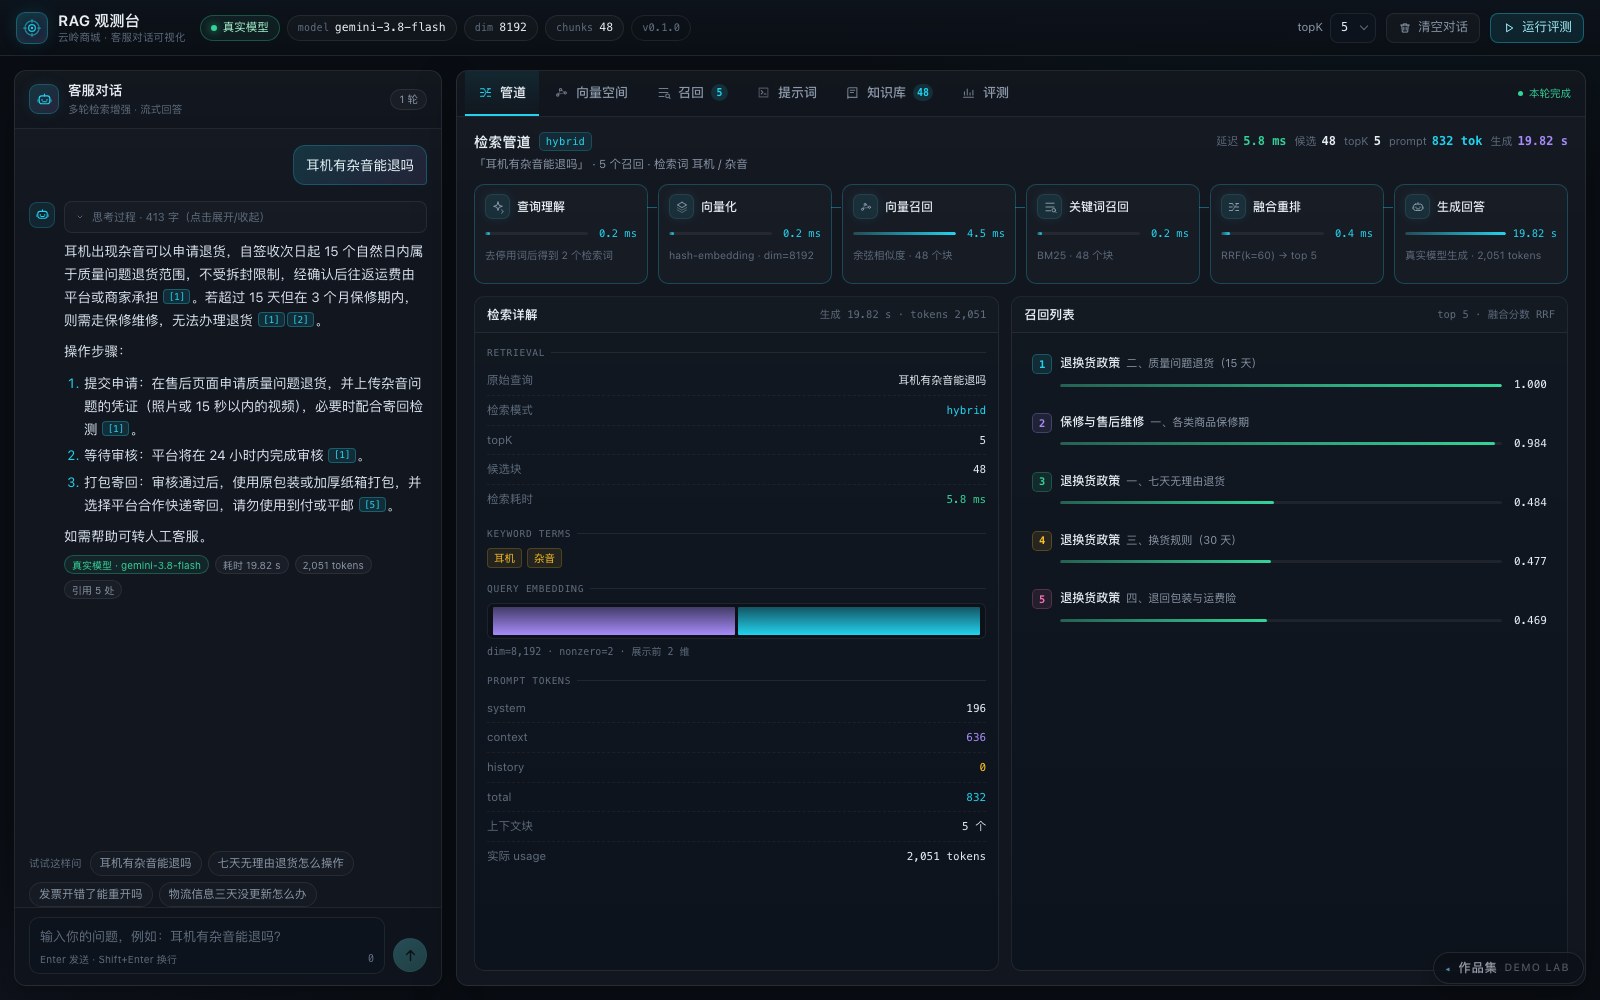 RAG 观测台
云岭商城 · 客服对话可视化
真实模型
model gemini-3.8-flash
dim 8192
chunks 48
v0.1.0
topK 5
清空对话
运行评测
客服对话
多轮检索增强 · 流式回答
1 轮
耳机有杂音能退吗
思考过程 · 413 字（点击展开/收起）
耳机出现杂音可以申请退货，自签收次日起 15 个自然日内属
于质量问题退货范围，不受拆封限制，经确认后往返运费由
平台或商家承担 [1]。若超过 15 天但在 3 个月保修期内，
则需走保修维修，无法办理退货 [1] [2]。
操作步骤：
1. 提交申请：在售后页面申请质量问题退货，并上传杂音问
题的凭证（照片或 15 秒以内的视频），必要时配合寄回检
测 [1]。
2. 等待审核：平台将在 24 小时内完成审核 [1]。
3. 打包寄回：审核通过后，使用原包装或加厚纸箱打包，并
选择平台合作快递寄回，请勿使用到付或平邮 [5]。
如需帮助可转人工客服。
真实模型 · gemini-3.8-flash
耗时 19.82 s
2,051 tokens
引用 5 处
试试这样问
耳机有杂音能退吗
七天无理由退货怎么操作
发票开错了能重开吗
物流信息三天没更新怎么办
输入你的问题，例如：耳机有杂音能退吗？
Enter 发送 · Shift+Enter 换行
0
管道
向量空间
召回 5
提示词
知识库 48
评测
本轮完成
检索管道 hybrid
延迟 5.8 ms 候选 48 topK 5 prompt 832 tok 生成 19.82 s
「耳机有杂音能退吗」 · 5 个召回 · 检索词 耳机 / 杂音
查询理解
0.2 ms
去停用词后得到 2 个检索词
向量化
0.2 ms
hash-embedding · dim=8192
向量召回
4.5 ms
余弦相似度 · 48 个块
关键词召回
0.2 ms
BM25 · 48 个块
融合重排
0.4 ms
RRF(k=60) → top 5
生成回答
19.82 s
真实模型生成 · 2,051 tokens
检索详解
生成 19.82 s · tokens 2,051
RETRIEVAL
原始查询 耳机有杂音能退吗
检索模式 hybrid
topK 5
候选块 48
检索耗时 5.8 ms
KEYWORD TERMS
耳机 杂音
QUERY EMBEDDING
dim=8,192 · nonzero=2 · 展示前 2 维
PROMPT TOKENS
system 196
context 636
history 0
total 832
上下文块 5 个
实际 usage 2,051 tokens
召回列表
top 5 · 融合分数 RRF
1 退换货政策 二、质量问题退货（15 天）
1.000
2 保修与售后维修 一、各类商品保修期
0.984
3 退换货政策 一、七天无理由退货
0.484
4 退换货政策 三、换货规则（30 天）
0.477
5 退换货政策 四、退回包装与运费险
0.469
作品集 DEMO LAB